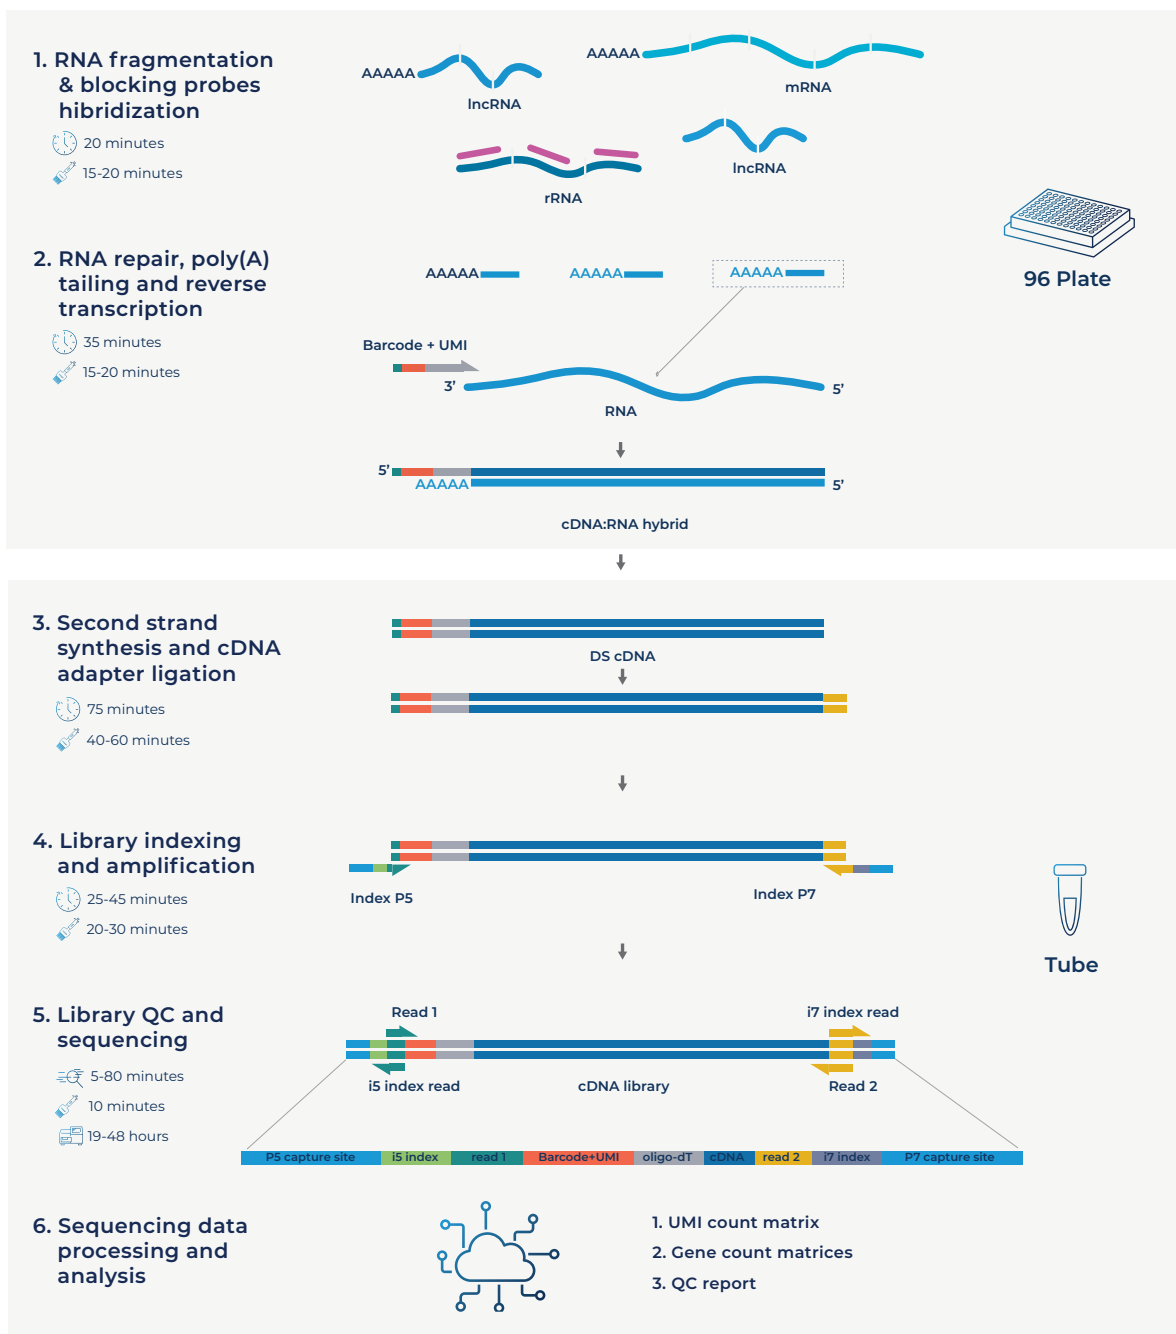 1. RNA fragmentation
& blocking probes
hibridization
20 minutes
15-20 minutes
AAAAA
lncRNA
AAAAA
mRNA
lncRNA
rRNA
96 Plate
2. RNA repair, poly(A)
tailing and reverse
transcription
35 minutes
15-20 minutes
AAAAA
AAAAA
AAAAA
Barcode + UMI
3’
5’
RNA
5’
AAAAA
5’
cDNA:RNA hybrid
3. Second strand
synthesis and cDNA
adapter ligation
75 minutes
40-60 minutes
DS cDNA
4. Library indexing
and amplification
25-45 minutes
20-30 minutes
Index P5
Index P7
Tube
5. Library QC and
sequencing
5-80 minutes
10 minutes
19-48 hours
Read 1
i7 index read
i5 index read
cDNA library
Read 2
P5 capture site i5 index read 1 Barcode+UMI oligo-dT cDNA read 2 i7 index P7 capture site
6. Sequencing data
processing and
analysis
1. UMI count matrix
2. Gene count matrices
3. QC report